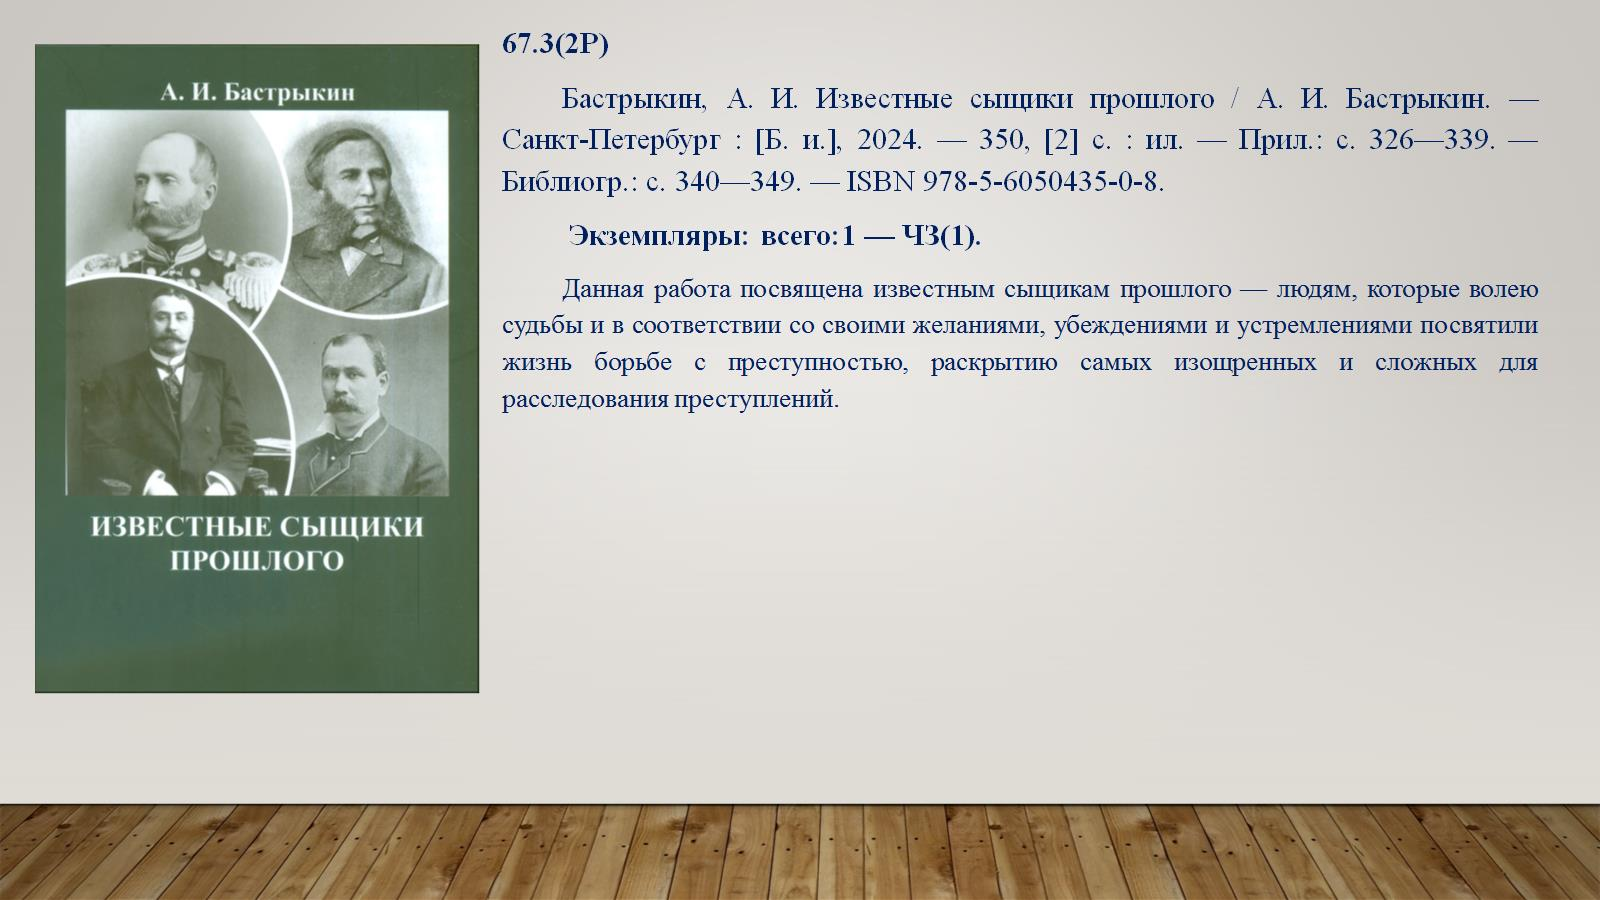 А. И. Бастрыкин
ИЗВЕСТНЫЕ СЫЩИКИ
ПРОШЛОГО
67.3(2Р)
Бастрыкин, А. И. Известные сыщики прошлого / А. И. Бастрыкин. —
Санкт-Петербург : [Б. и.], 2024. — 350, [2] с. : ил. — Прил.: с. 326—339. —
Библиогр.: с. 340—349. — ISBN 978-5-6050435-0-8.
Экземпляры: всего:1 — ЧЗ(1).
Данная работа посвящена известным сыщикам прошлого — людям, которые волею
судьбы и в соответствии со своими желаниями, убеждениями и устремлениями посвятили
жизнь борьбе с преступностью, раскрытию самых изощренных и сложных для
расследования преступлений.